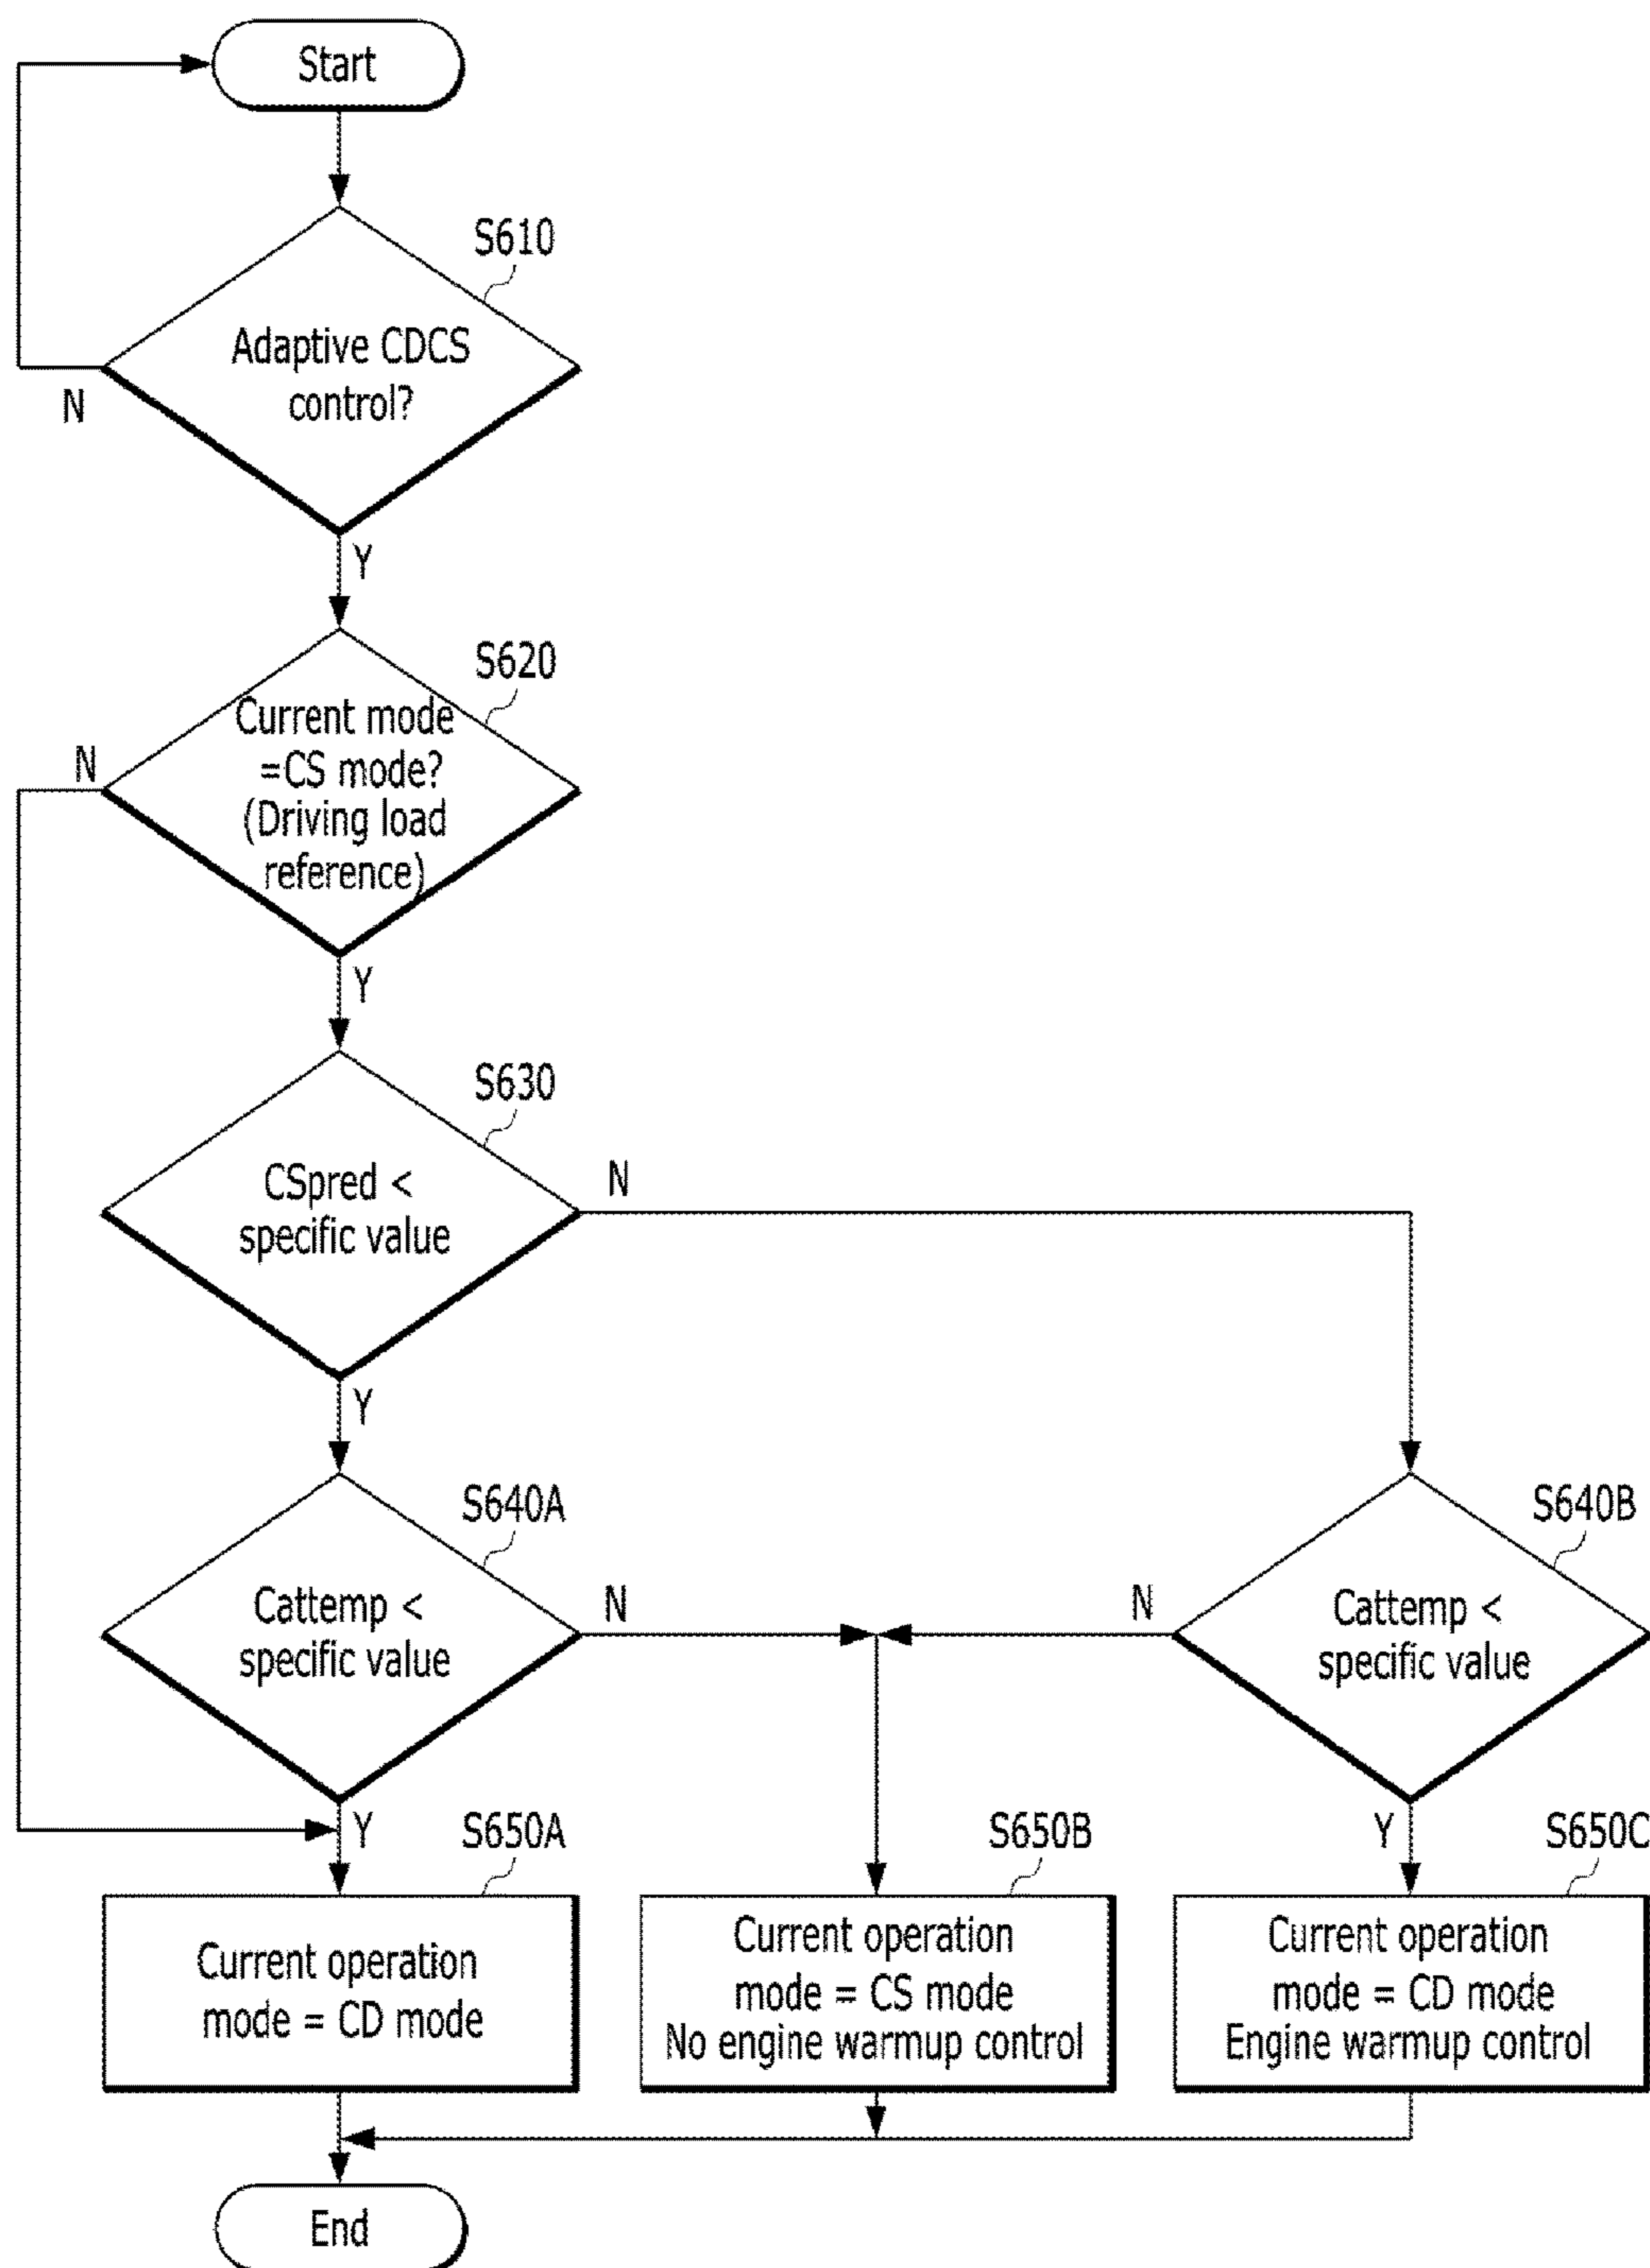 Start
S610
Adaptive CDCS
control?
N
Y
S620
Current mode
=CS mode?
(Driving load
reference)
N
Y
S630
CSpred <
specific value
N
Y
S640A
Cattemp <
specific value
N
Y
S640B
Cattemp <
specific value
N
Y
S650A
Current operation
mode = CD mode
S650B
Current operation
mode = CS mode
No engine warmup control
S650C
Current operation
mode = CD mode
Engine warmup control
End